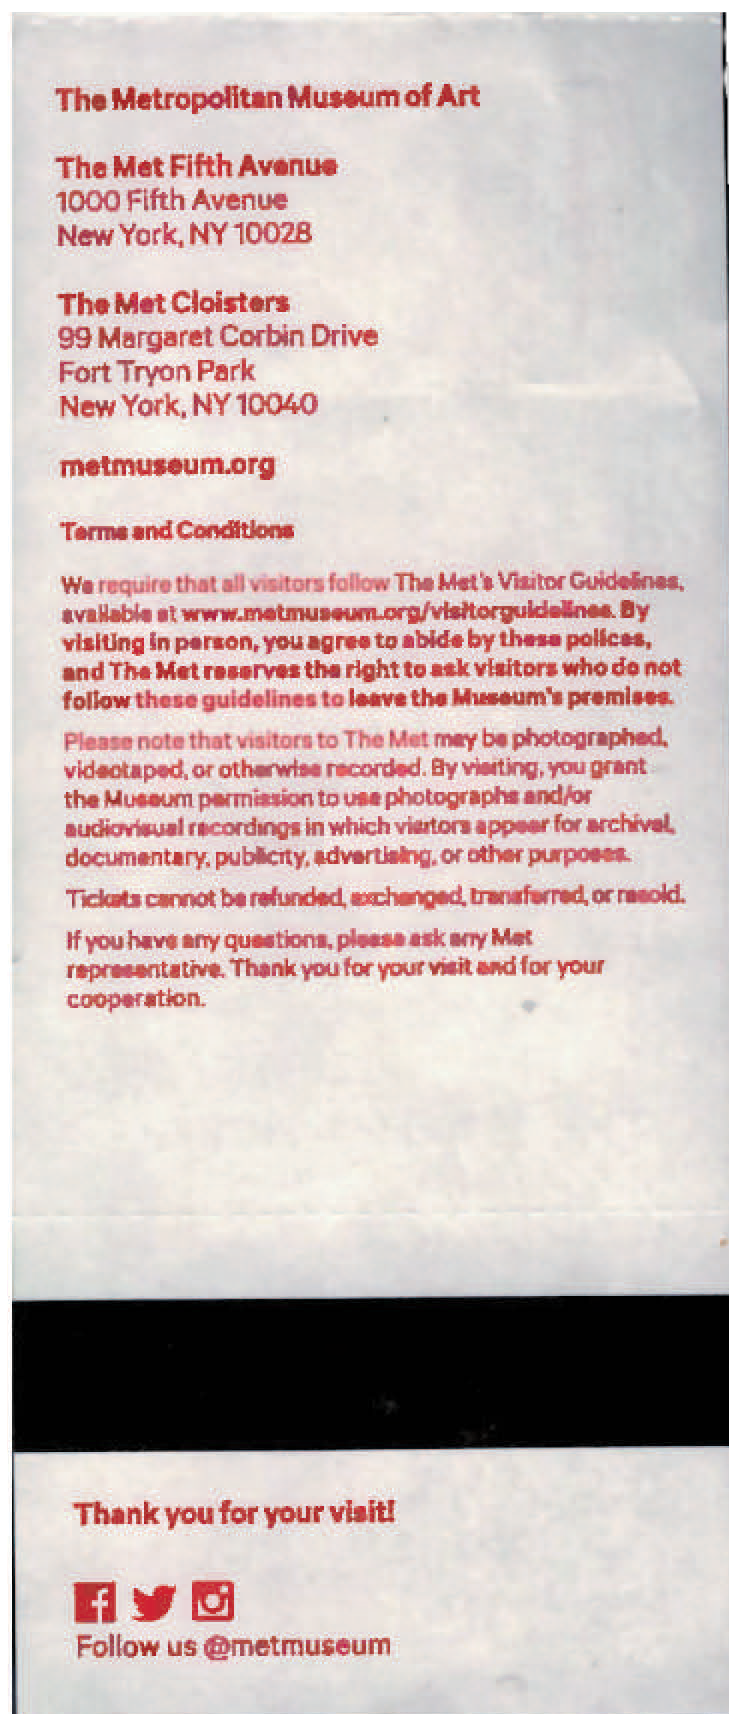 The Metropolitan Museum of Art
The Met Fifth Avenue
1000 Fifth Avenue
New York, NY 10028
The Met Cloisters
99 Margaret Corbin Drive
Fort Tryon Park
New York, NY 10040
metmuseum.org
Terms and Conditions
We require that all visitors follow The Met's Visitor Guidelines,
available at www.metmuseum.org/visitorguidelines. By
visiting in person, you agree to abide by these polices,
and The Met reserves the right to ask visitors who do not
follow these guidelines to leave the Museum's premises.
Please note that visitors to The Met may be photographed,
videotaped, or otherwise recorded. By visiting, you grant
the Museum permission to use photographs and/or
audiovisual recordings in which visitors appear for archival,
documentary, publicity, advertising, or other purposes.
Tickets cannot be refunded, exchanged, transferred, or resold.
If you have any questions, please ask any Met
representative. Thank you for your visit and for your
cooperation.
Thank you for your visit!
Follow us @metmuseum